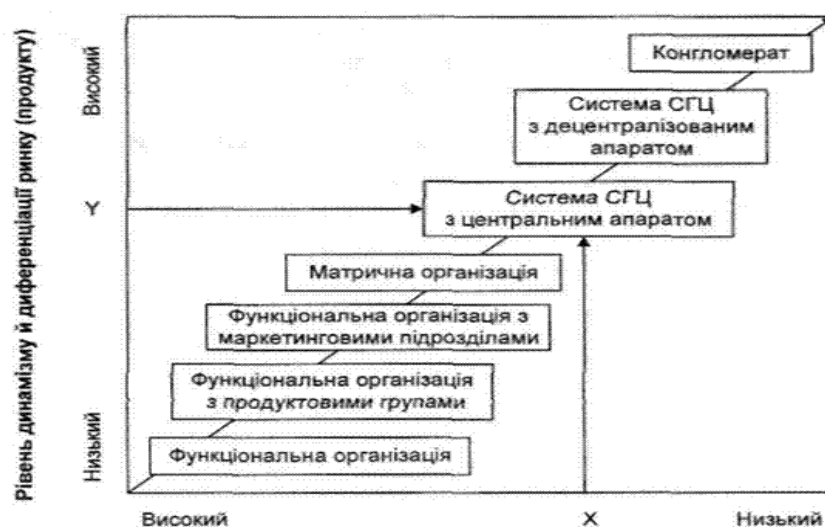 Рівень динамізму й диференціації ринку (продукту)
Високий
Y
Низький
Конгломерат
Система СГЦ
з децентралізованим
апаратом
Система СГЦ
з центральним апаратом
Матрична організація
Функціональна організація з
маркетинговими підрозділами
Функціональна організація
з продуктовими групами
Функціональна організація
Високий
X
Низький